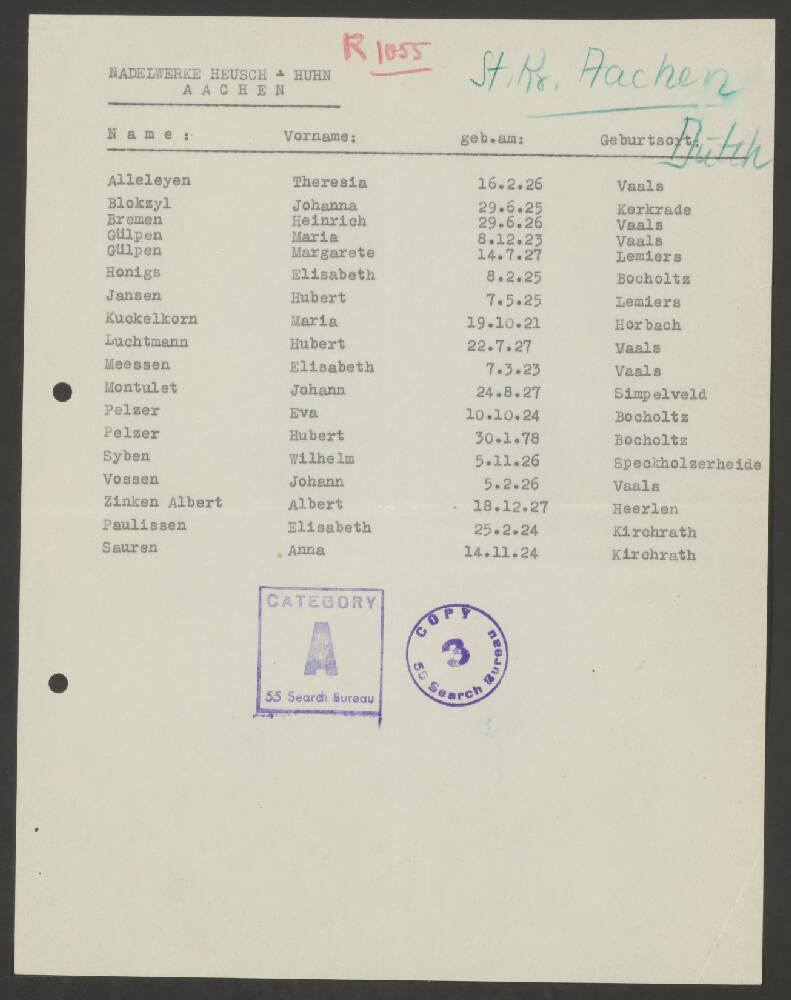 R 1055
St. Kr. Aachen
Dutch
NADELWERKE HEUSCH + HUHN
A A C H E N
N a m e : Vorname: geb.am: Geburtsort:
Alleleyen Theresia 16.2.26 Vaals
Blokzyl Johanna 29.6.25 Kerkrade
Bremen Heinrich 29.6.26 Vaals
Gülpen Maria 8.12.23 Vaals
Gülpen Margarete 14.7.27 Lemiers
Honigs Elisabeth 8.2.25 Bocholtz
Jansen Hubert 7.5.25 Lemiers
Kuckelkorn Maria 19.10.21 Horbach
Luchtmann Hubert 22.7.27 Vaals
Meessen Elisabeth 7.3.23 Vaals
Montulet Johann 24.8.27 Simpelveld
Pelzer Eva 10.10.24 Bocholtz
Pelzer Hubert 30.1.78 Bocholtz
Syben Wilhelm 5.11.26 Speckholzerheide
Vossen Johann 5.2.26 Vaals
Zinken Albert Albert 18.12.27 Heerlen
Paulissen Elisabeth 25.2.24 Kirchrath
Sauren Anna 14.11.24 Kirchrath
CATEGORY
A
55 Search Bureau
COPY
3
55 Search Bureau